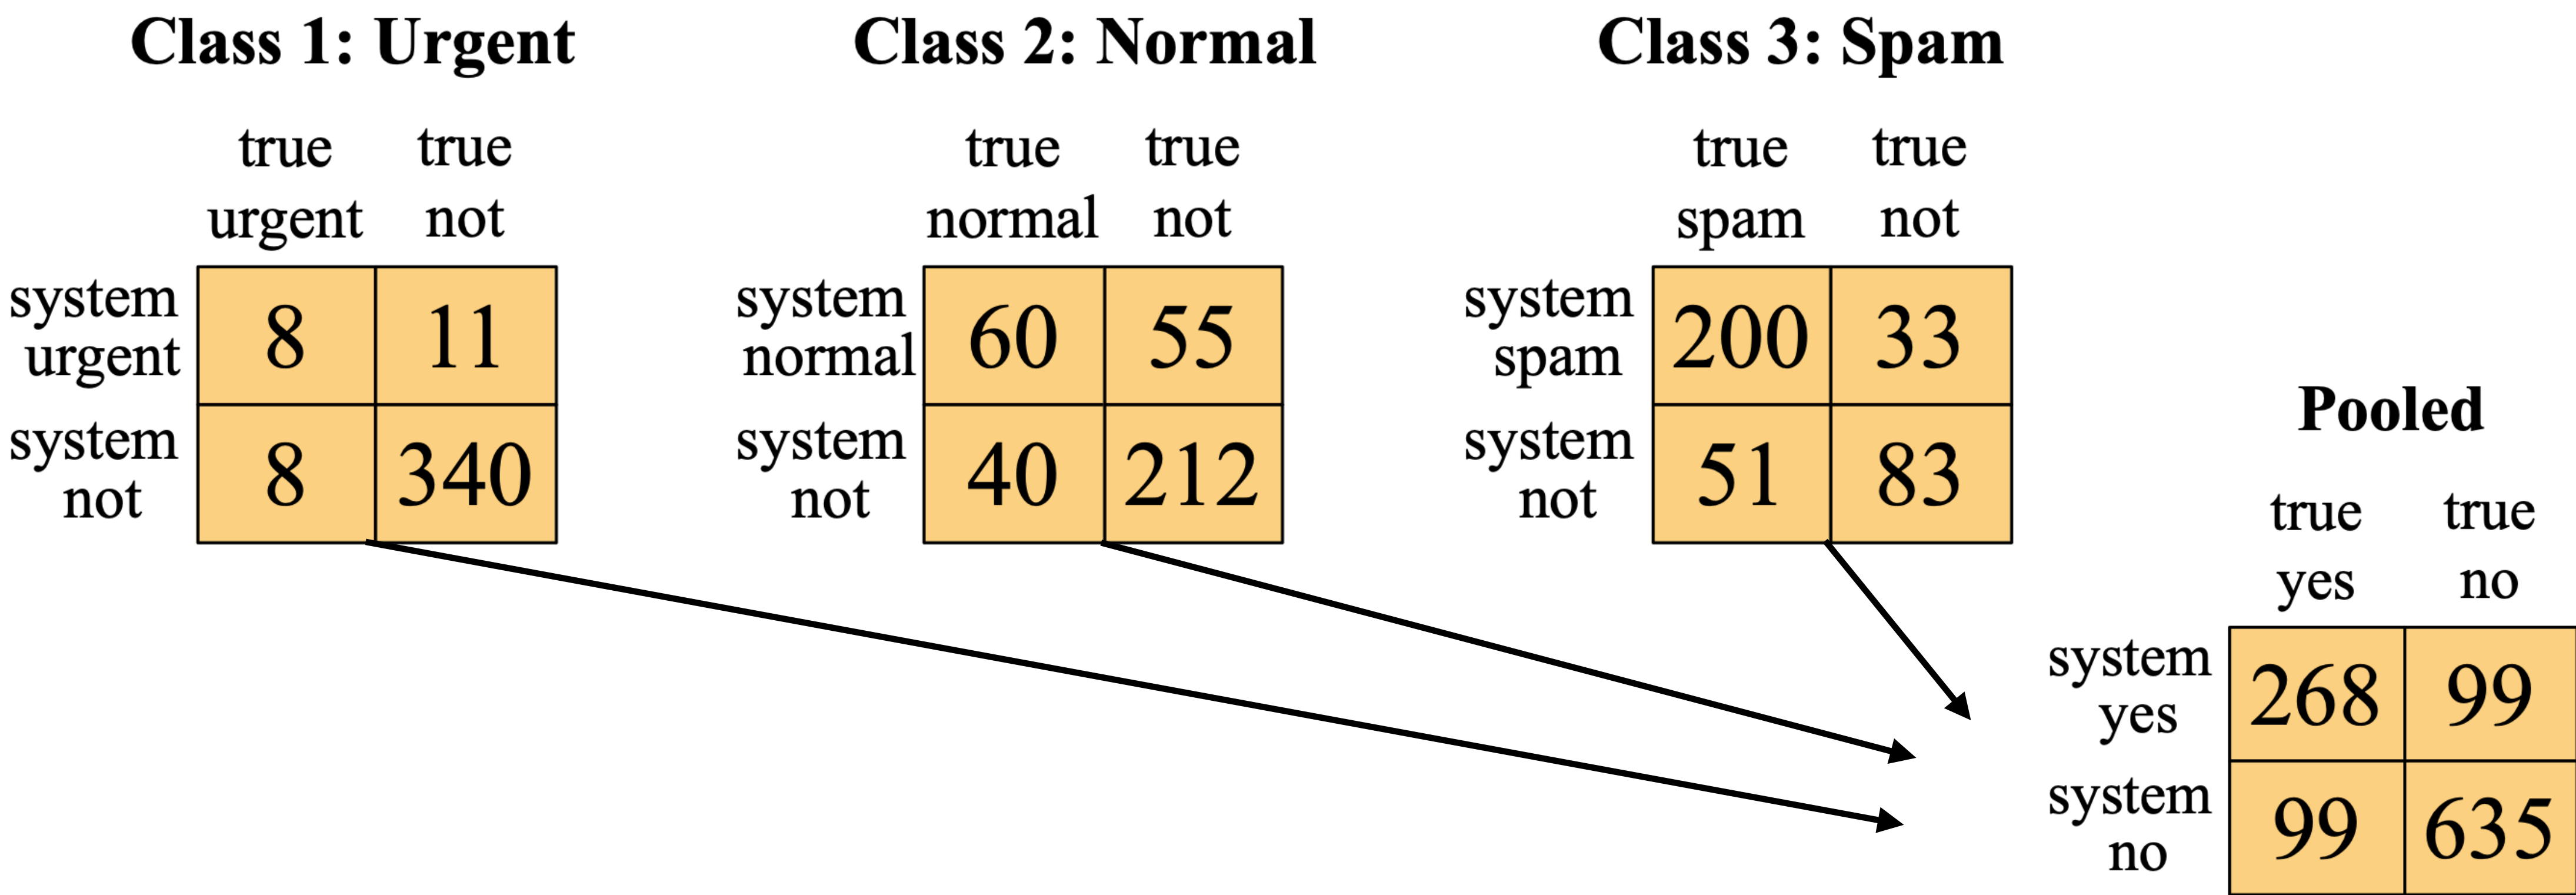 Class 1: Urgent
true true
urgent not
system
urgent
8 11
system
not
8 340
Class 2: Normal
true true
normal not
system
normal
60 55
system
not
40 212
Class 3: Spam
true true
spam not
system
spam
200 33
system
not
51 83
Pooled
true true
yes no
system
yes
268 99
system
no
99 635